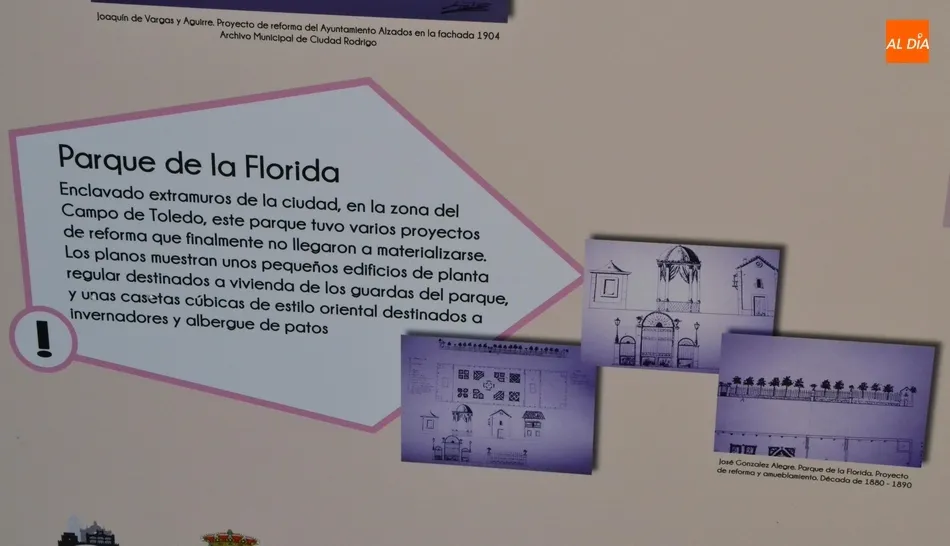 Joaquín de Vargas y Aguirre. Proyecto de reforma del Ayuntamiento Alzados en la fachada 1904
Archivo Municipal de Ciudad Rodrigo
AL DÍA
Parque de la Florida
Enclavado extramuros de la ciudad, en la zona del
Campo de Toledo, este parque tuvo varios proyectos
de reforma que finalmente no llegaron a materializarse.
Los planos muestran unos pequeños edificios de planta
regular destinados a vivienda de los guardas del parque,
y unas casetas cúbicas de estilo oriental destinados a
invernadores y albergue de patos
!
José Gonzalez Alegre. Parque de la Florida. Proyecto
de reforma y amueblamiento. Década de 1880 - 1890